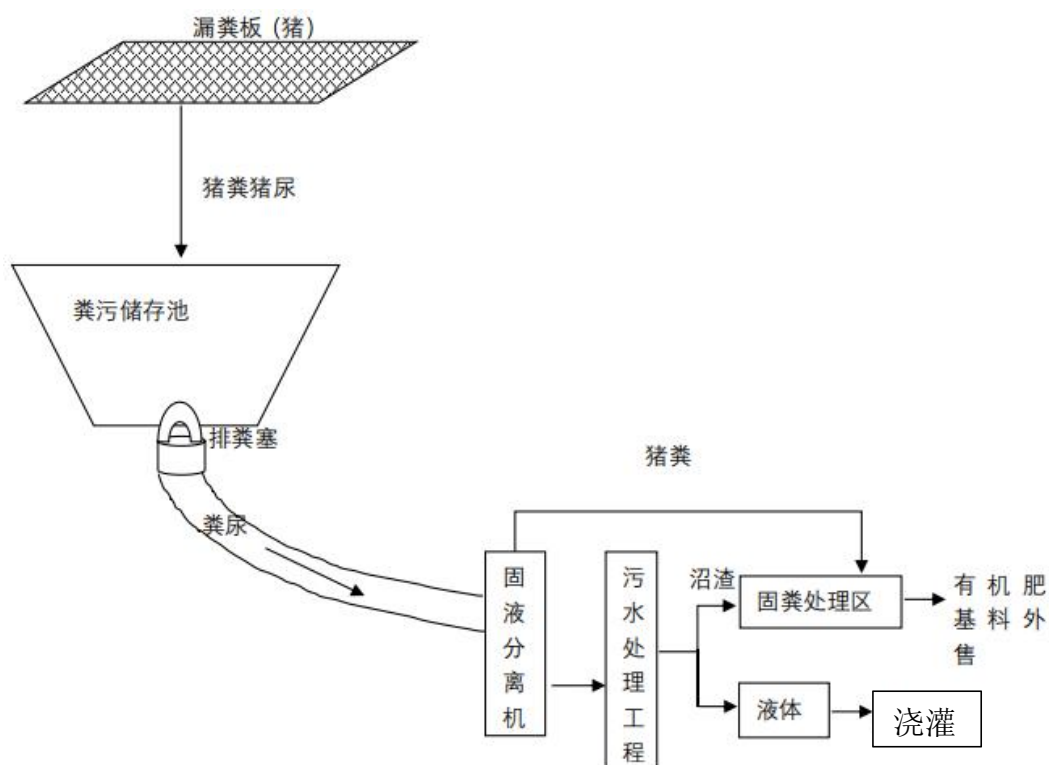 漏粪板（猪）
猪粪猪尿
粪污储存池
排粪塞
粪尿
猪粪
固液分离机
污水处理工程
沼渣
固粪处理区
有机肥
基料外
售
液体
浇灌